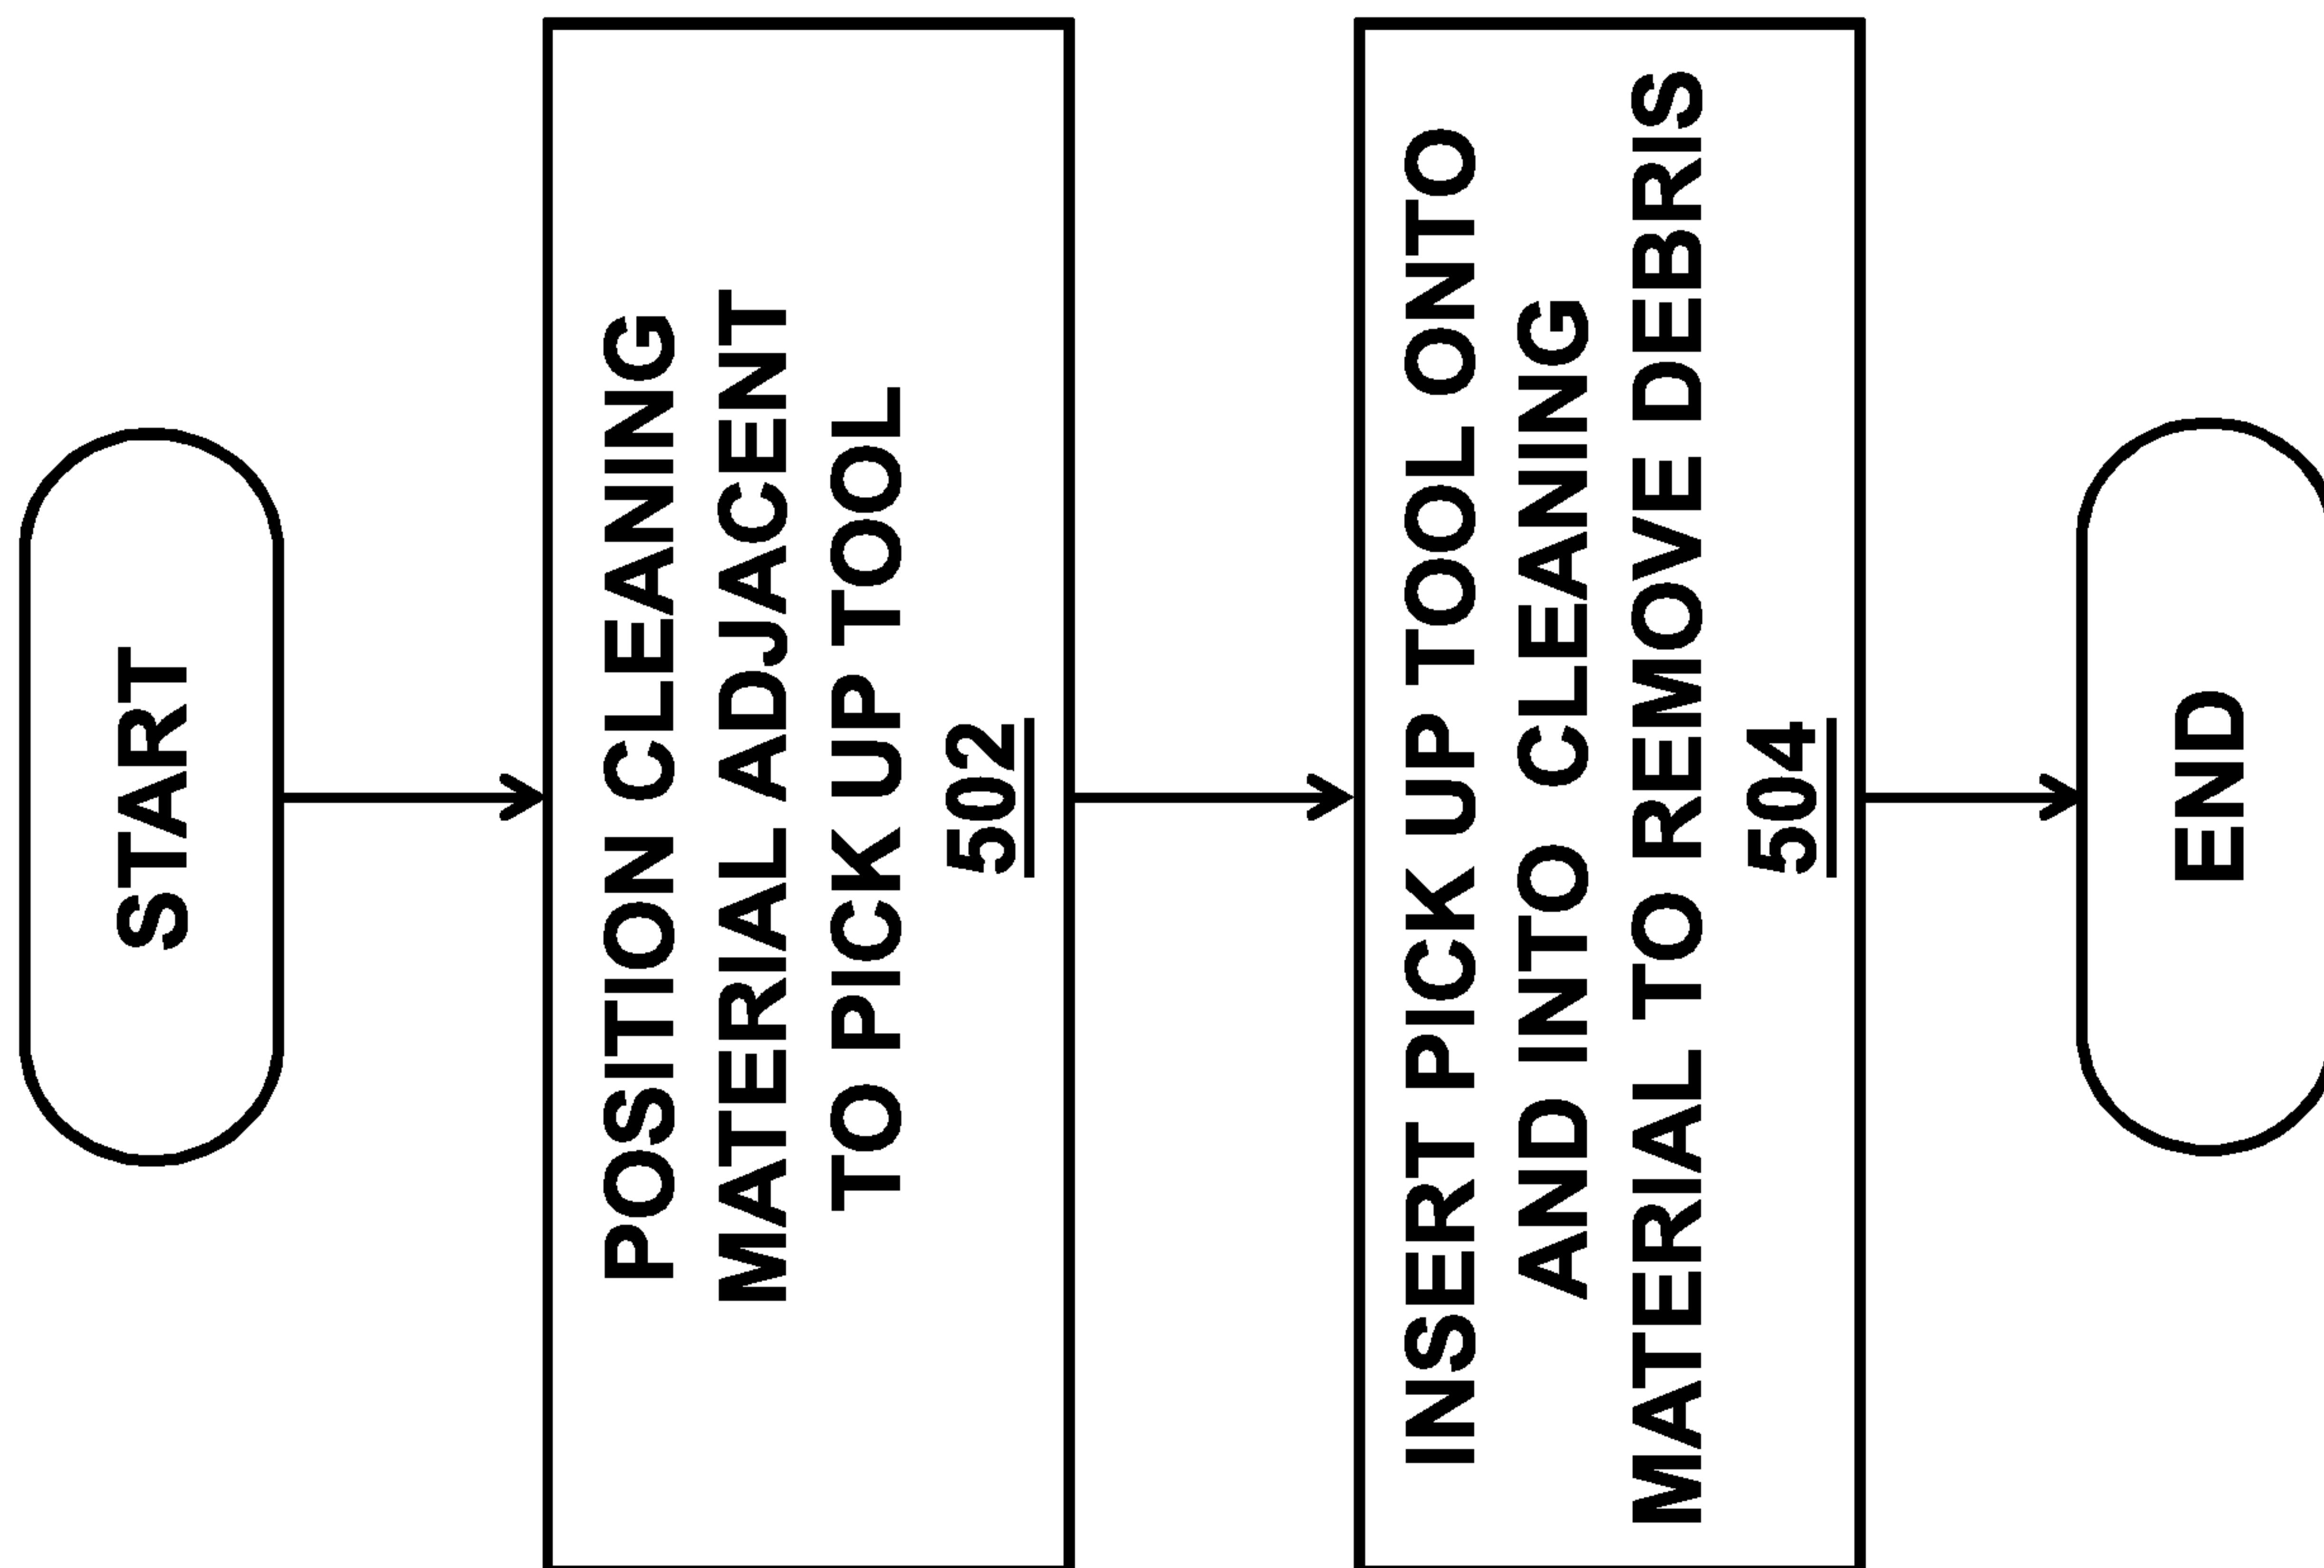 START
POSITION CLEANING
MATERIAL ADJACENT
TO PICK UP TOOL
502
INSERT PICK UP TOOL ONTO
AND INTO CLEANING
MATERIAL TO REMOVE DEBRIS
504
END